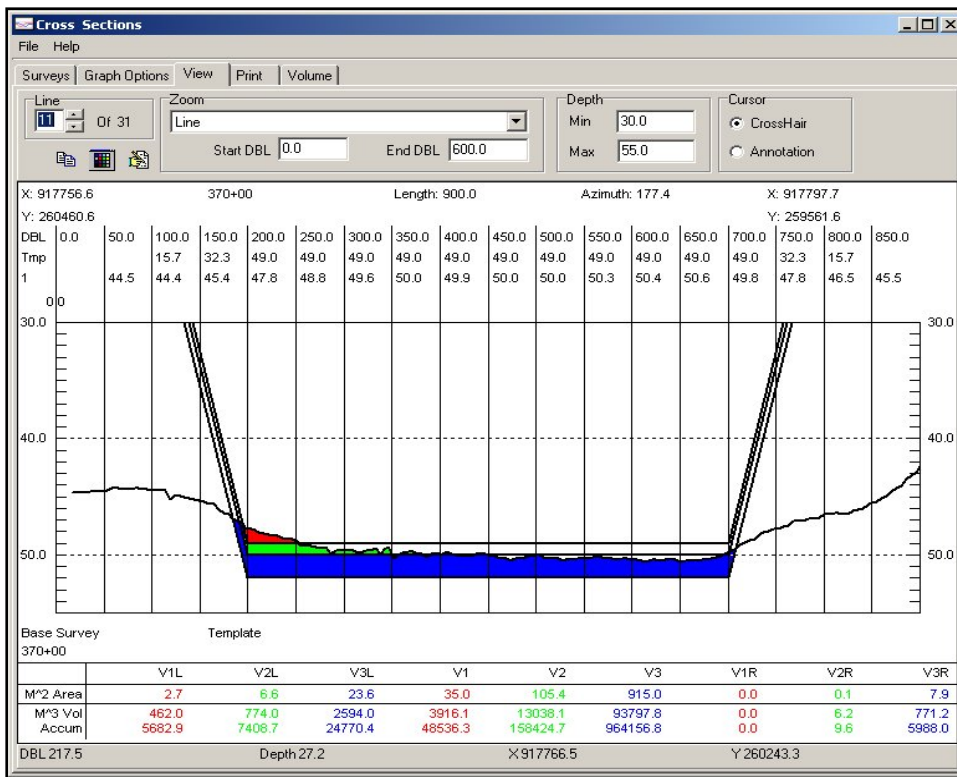 Cross Sections
File Help
Surveys Graph Options View Print Volume
Line Zoom Depth Cursor
11 Of 31 Line Min 30.0 CrossHair
Start DBL 0.0 End DBL 600.0 Max 55.0 Annotation
X: 917756.6 370+00 Length: 900.0 Azimuth: 177.4 X: 917797.7
Y: 260460.6 Y: 259561.6
DBL 0.0 50.0 100.0 150.0 200.0 250.0 300.0 350.0 400.0 450.0 500.0 550.0 600.0 650.0 700.0 750.0 800.0 850.0
Tmp 15.7 32.3 49.0 49.0 49.0 49.0 49.0 49.0 49.0 49.0 49.0 49.0 49.0 32.3 15.7
1 44.5 44.4 45.4 47.8 48.8 49.6 50.0 49.9 50.0 50.0 50.3 50.4 50.6 49.8 47.8 46.5 45.5
0.0
30.0 30.0
40.0 40.0
50.0 50.0
Base Survey Template
370+00
V1L V2L V3L V1 V2 V3 V1R V2R V3R
M^2 Area 2.7 6.6 23.6 35.0 105.4 915.0 0.0 0.1 7.9
M^3 Vol 462.0 774.0 2594.0 3916.1 13038.1 93797.8 0.0 6.2 771.2
Accum 5682.9 7408.7 24770.4 48536.3 158424.7 964156.8 0.0 9.6 5988.0
DBL 217.5 Depth 27.2 X 917766.5 Y 260243.3